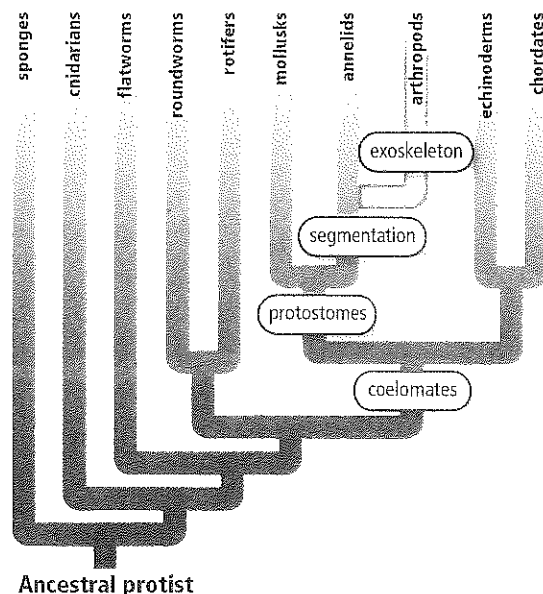 sponges
cnidarians
flatworms
roundworms
rotifers
mollusks
annelids
arthropods
echinoderms
chordates
exoskeleton
segmentation
protostomes
coelomates
Ancestral protist